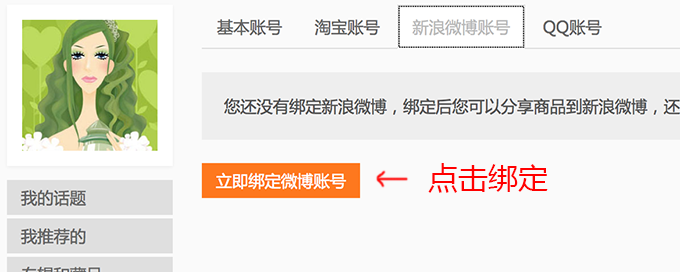 基本账号 淘宝账号 新浪微博账号 QQ账号
您还没有绑定新浪微博，绑定后您可以分享商品到新浪微博，还
立即绑定微博账号 点击绑定
我的话题
我推荐的